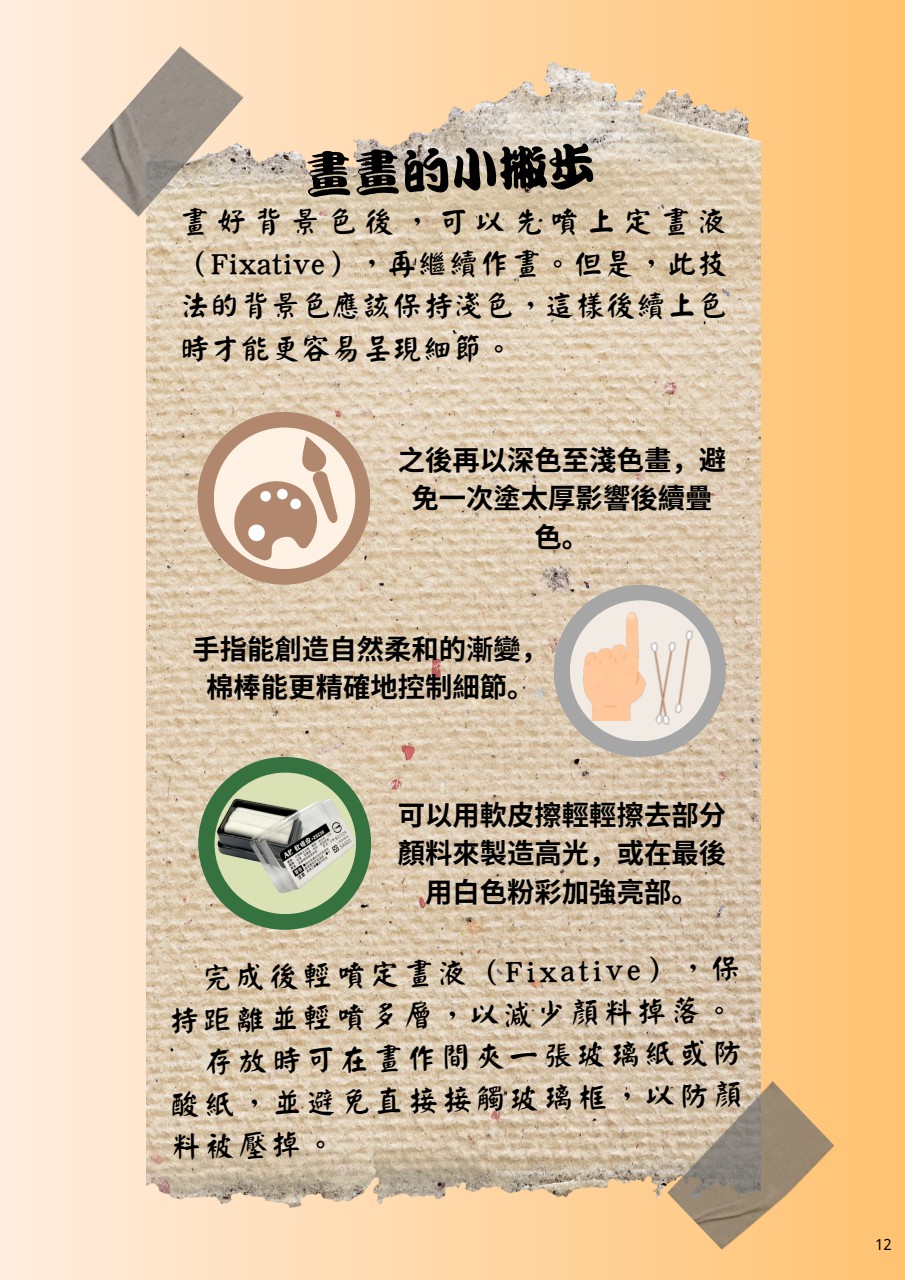 畫畫的小撇步
畫好背景色後，可以先噴上定畫液
（Fixative），再繼續作畫。但是，此技
法的背景色應該保持淺色，這樣後續上色
時才能更容易呈現細節。
之後再以深色至淺色畫，避
免一次塗太厚影響後續疊
色。
手指能創造自然柔和的漸變，
棉棒能更精確地控制細節。
可以用軟皮擦輕輕擦去部分
顏料來製造高光，或在最後
用白色粉彩加強亮部。
完成後輕噴定畫液（Fixative），保
持距離並輕噴多層，以減少顏料掉落。
存放時可在畫作間夾一張玻璃紙或防
酸紙，並避免直接接觸玻璃框，以防顏
料被壓掉。
12